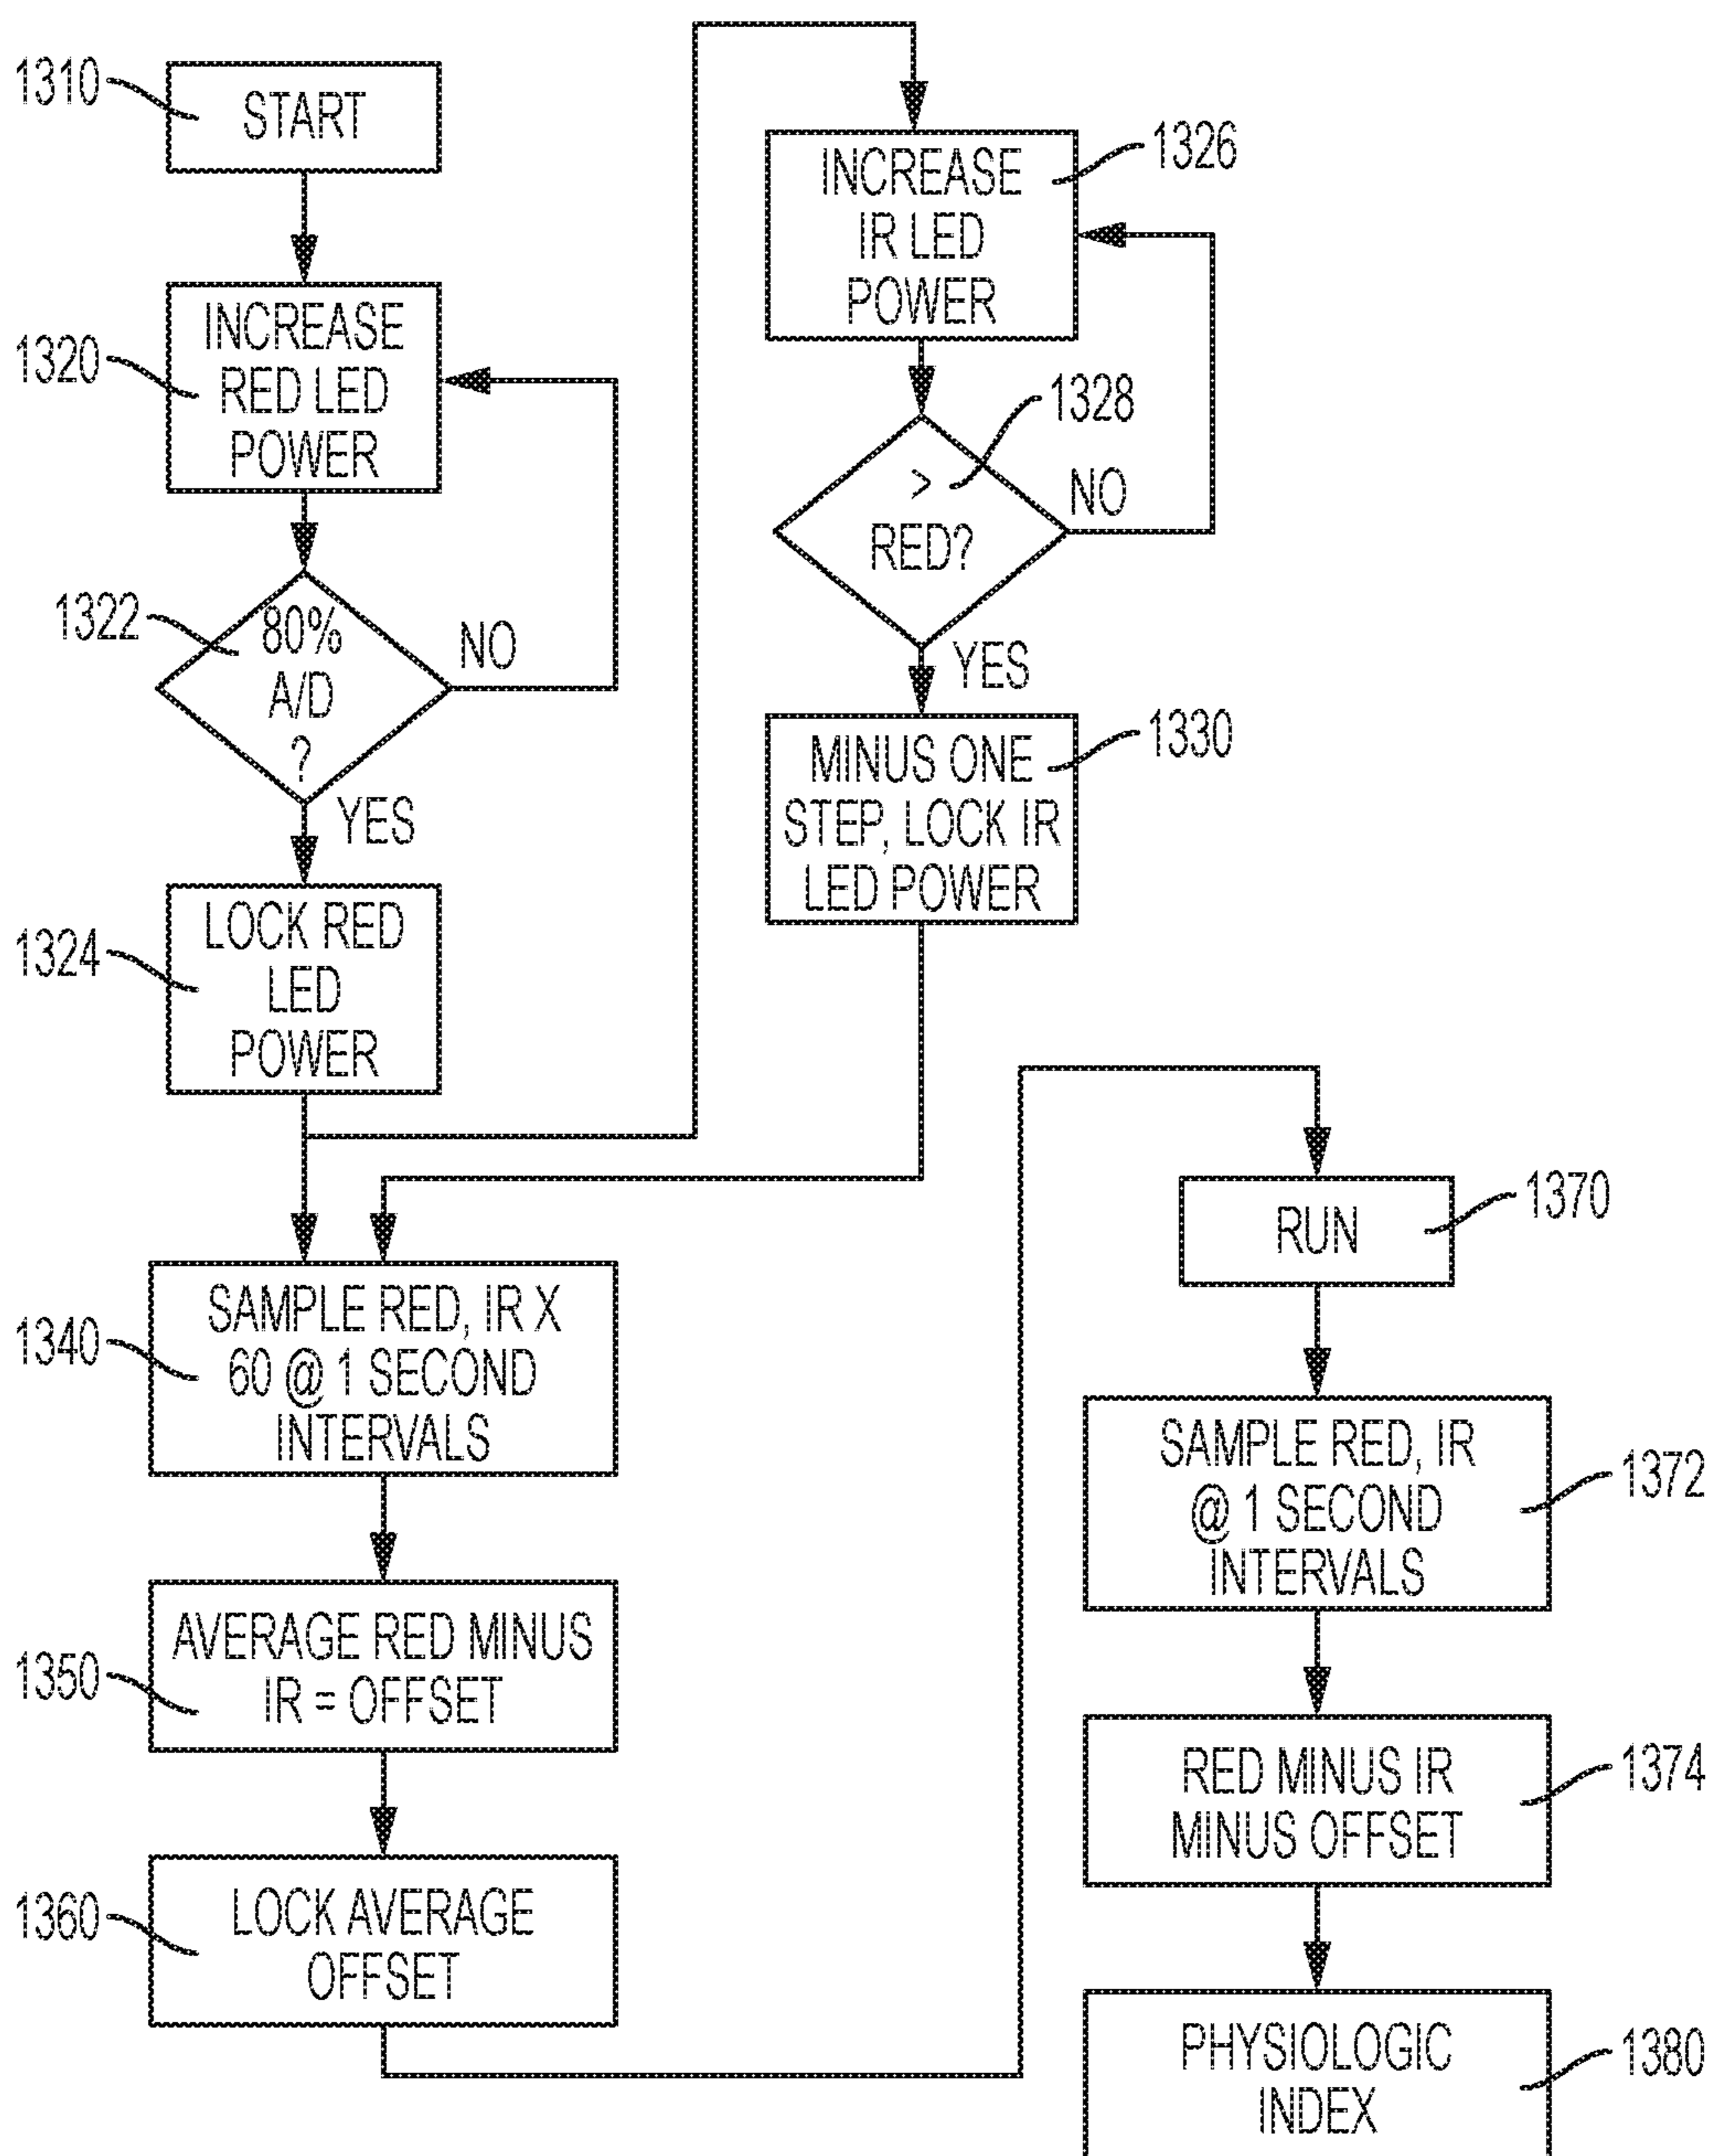 1310
START
1320
INCREASE
RED LED
POWER
1322
80%
A/D
?
NO
YES
1324
LOCK RED
LED
POWER
1326
INCREASE
IR LED
POWER
1328
>
RED?
NO
YES
1330
MINUS ONE
STEP, LOCK IR
LED POWER
1340
SAMPLE RED, IR X
60 @ 1 SECOND
INTERVALS
1350
AVERAGE RED MINUS
IR = OFFSET
1360
LOCK AVERAGE
OFFSET
1370
RUN
1372
SAMPLE RED, IR
@ 1 SECOND
INTERVALS
1374
RED MINUS IR
MINUS OFFSET
1380
PHYSIOLOGIC
INDEX